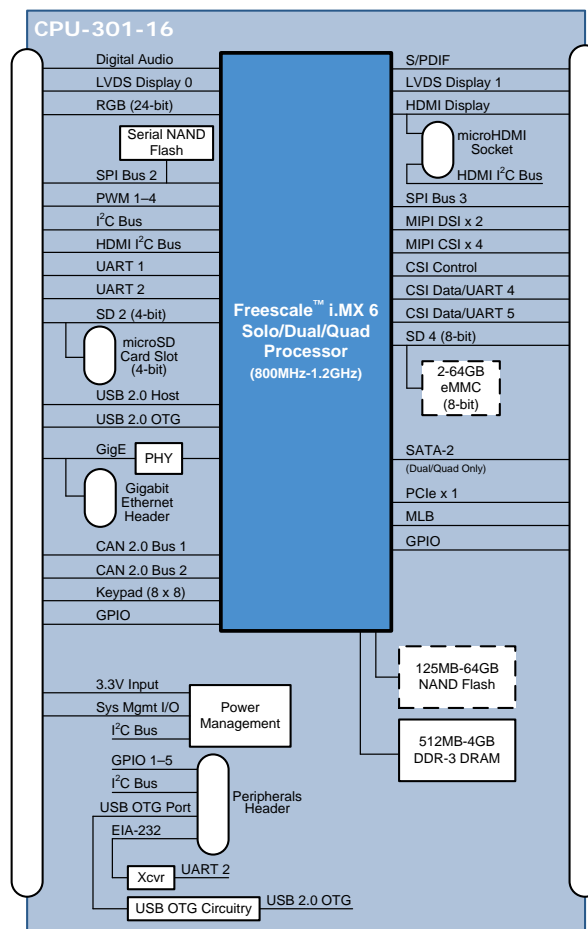 CPU-301-16
Digital Audio
LVDS Display 0
RGB (24-bit)
Serial NAND
Flash
SPI Bus 2
PWM 1–4
I²C Bus
HDMI I²C Bus
UART 1
UART 2
SD 2 (4-bit)
microSD
Card Slot
(4-bit)
USB 2.0 Host
USB 2.0 OTG
GigE
PHY
Gigabit
Ethernet
Header
CAN 2.0 Bus 1
CAN 2.0 Bus 2
Keypad (8 x 8)
GPIO
Freescale™ i.MX 6
Solo/Dual/Quad
Processor
(800MHz-1.2GHz)
S/PDIF
LVDS Display 1
HDMI Display
microHDMI
Socket
HDMI I²C Bus
SPI Bus 3
MIPI DSI x 2
MIPI CSI x 4
CSI Control
CSI Data/UART 4
CSI Data/UART 5
SD 4 (8-bit)
2-64GB
eMMC
(8-bit)
SATA-2
(Dual/Quad Only)
PCIe x 1
MLB
GPIO
125MB-64GB
NAND Flash
512MB-4GB
DDR-3 DRAM
3.3V Input
Sys Mgmt I/O
I²C Bus
Power
Management
GPIO 1–5
I²C Bus
USB OTG Port
EIA-232
Peripherals
Header
Xcvr
UART 2
USB OTG Circuitry
USB 2.0 OTG